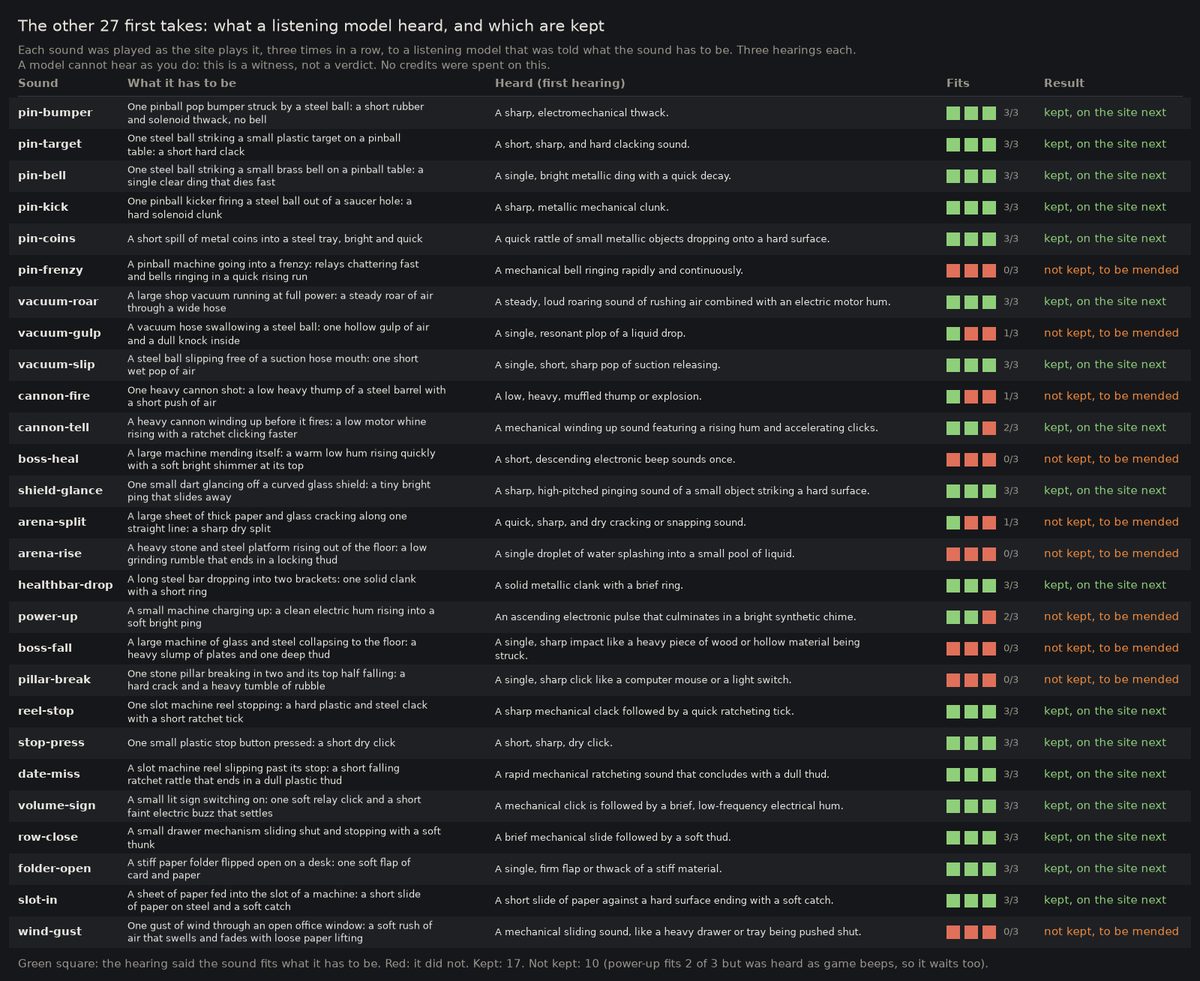 The other 27 first takes: what a listening model heard, and which are kept
Each sound was played as the site plays it, three times in a row, to a listening model that was told what the sound has to be. Three hearings each.
A model cannot hear as you do: this is a witness, not a verdict. No credits were spent on this.
Sound What it has to be Heard (first hearing) Fits Result
pin-bumper One pinball pop bumper struck by a steel ball: a short rubber
and solenoid thwack, no bell A sharp, electromechanical thwack. 3/3 kept, on the site next
pin-target One steel ball striking a small plastic target on a pinball
table: a short hard clack A short, sharp, and hard clacking sound. 3/3 kept, on the site next
pin-bell One steel ball striking a small brass bell on a pinball table: a
single clear ding that dies fast A single, bright metallic ding with a quick decay. 3/3 kept, on the site next
pin-kick One pinball kicker firing a steel ball out of a saucer hole: a
hard solenoid clunk A sharp, metallic mechanical clunk. 3/3 kept, on the site next
pin-coins A short spill of metal coins into a steel tray, bright and quick A quick rattle of small metallic objects dropping onto a hard surface. 3/3 kept, on the site next
pin-frenzy A pinball machine going into a frenzy: relays chattering fast
and bells ringing in a quick rising run A mechanical bell ringing rapidly and continuously. 0/3 not kept, to be mended
vacuum-roar A large shop vacuum running at full power: a steady roar of air
through a wide hose A steady, loud roaring sound of rushing air combined with an electric motor hum. 3/3 kept, on the site next
vacuum-gulp A vacuum hose swallowing a steel ball: one hollow gulp of air
and a dull knock inside A single, resonant plop of a liquid drop. 1/3 not kept, to be mended
vacuum-slip A steel ball slipping free of a suction hose mouth: one short
wet pop of air A single, short, sharp pop of suction releasing. 3/3 kept, on the site next
cannon-fire One heavy cannon shot: a low heavy thump of a steel barrel with
a short push of air A low, heavy, muffled thump or explosion. 1/3 not kept, to be mended
cannon-tell A heavy cannon winding up before it fires: a low motor whine
rising with a ratchet clicking faster A mechanical winding up sound featuring a rising hum and accelerating clicks. 2/3 kept, on the site next
boss-heal A large machine mending itself: a warm low hum rising quickly
with a soft bright shimmer at its top A short, descending electronic beep sounds once. 0/3 not kept, to be mended
shield-glance One small dart glancing off a curved glass shield: a tiny bright
ping that slides away A sharp, high-pitched pinging sound of a small object striking a hard surface. 3/3 kept, on the site next
arena-split A large sheet of thick paper and glass cracking along one
straight line: a sharp dry split A quick, sharp, and dry cracking or snapping sound. 1/3 not kept, to be mended
arena-rise A heavy stone and steel platform rising out of the floor: a low
grinding rumble that ends in a locking thud A single droplet of water splashing into a small pool of liquid. 0/3 not kept, to be mended
healthbar-drop A long steel bar dropping into two brackets: one solid clank
with a short ring A solid metallic clank with a brief ring. 3/3 kept, on the site next
power-up A small machine charging up: a clean electric hum rising into a
soft bright ping An ascending electronic pulse that culminates in a bright synthetic chime. 2/3 not kept, to be mended
boss-fall A large machine of glass and steel collapsing to the floor: a
heavy slump of plates and one deep thud A single, sharp impact like a heavy piece of wood or hollow material being
struck. 0/3 not kept, to be mended
pillar-break One stone pillar breaking in two and its top half falling: a
hard crack and a heavy tumble of rubble A single, sharp click like a computer mouse or a light switch. 0/3 not kept, to be mended
reel-stop One slot machine reel stopping: a hard plastic and steel clack
with a short ratchet tick A sharp mechanical clack followed by a quick ratcheting tick. 3/3 kept, on the site next
stop-press One small plastic stop button pressed: a short dry click A short, sharp, dry click. 3/3 kept, on the site next
date-miss A slot machine reel slipping past its stop: a short falling
ratchet rattle that ends in a dull plastic thud A rapid mechanical ratcheting sound that concludes with a dull thud. 3/3 kept, on the site next
volume-sign A small lit sign switching on: one soft relay click and a short
faint electric buzz that settles A mechanical click is followed by a brief, low-frequency electrical hum. 3/3 kept, on the site next
row-close A small drawer mechanism sliding shut and stopping with a soft
thunk A brief mechanical slide followed by a soft thud. 3/3 kept, on the site next
folder-open A stiff paper folder flipped open on a desk: one soft flap of
card and paper A single, firm flap or thwack of a stiff material. 3/3 kept, on the site next
slot-in A sheet of paper fed into the slot of a machine: a short slide
of paper on steel and a soft catch A short slide of paper against a hard surface ending with a soft catch. 3/3 kept, on the site next
wind-gust One gust of wind through an open office window: a soft rush of
air that swells and fades with loose paper lifting A mechanical sliding sound, like a heavy drawer or tray being pushed shut. 0/3 not kept, to be mended
Green square: the hearing said the sound fits what it has to be. Red: it did not. Kept: 17. Not kept: 10 (power-up fits 2 of 3 but was heard as game beeps, so it waits too).